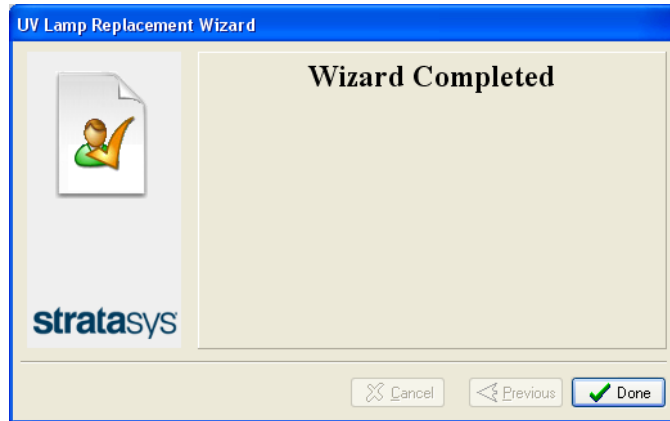 UV Lamp Replacement Wizard
Wizard Completed
stratasys
Cancel
Previous
Done